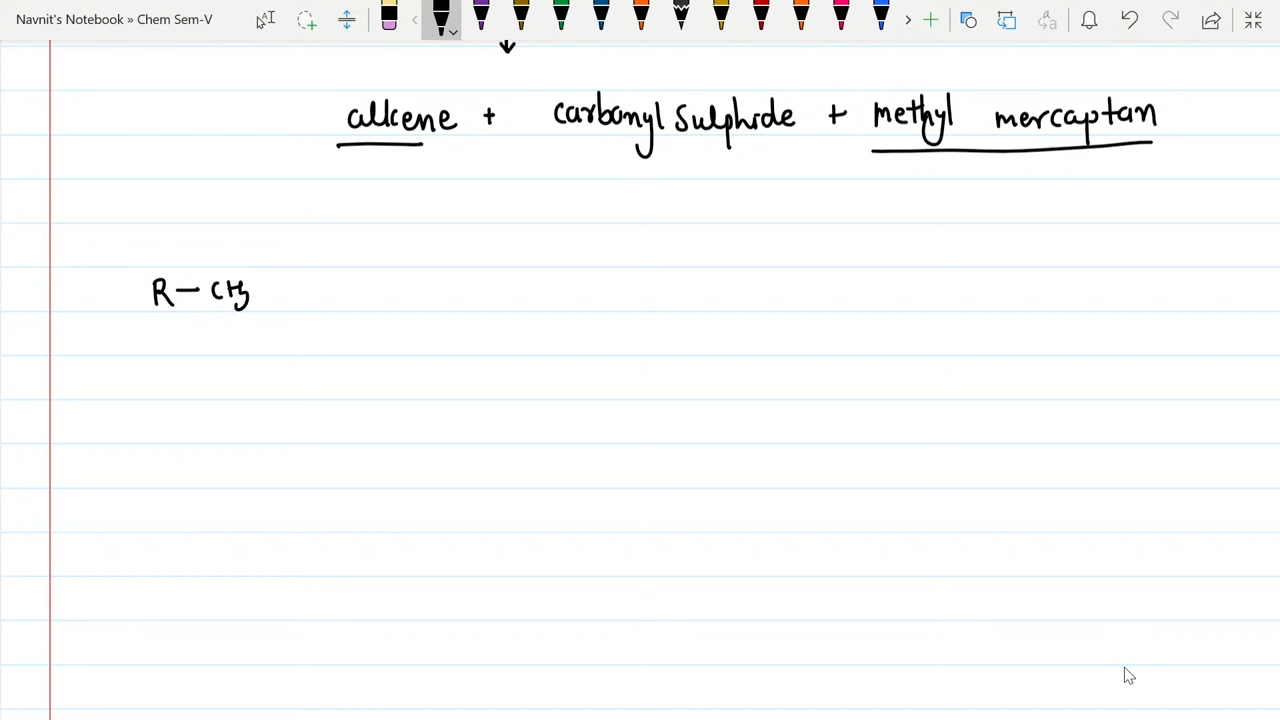 Navnit's Notebook » Chem Sem-V
alkene + carbonyl sulphide + methyl mercaptan
R — CH3